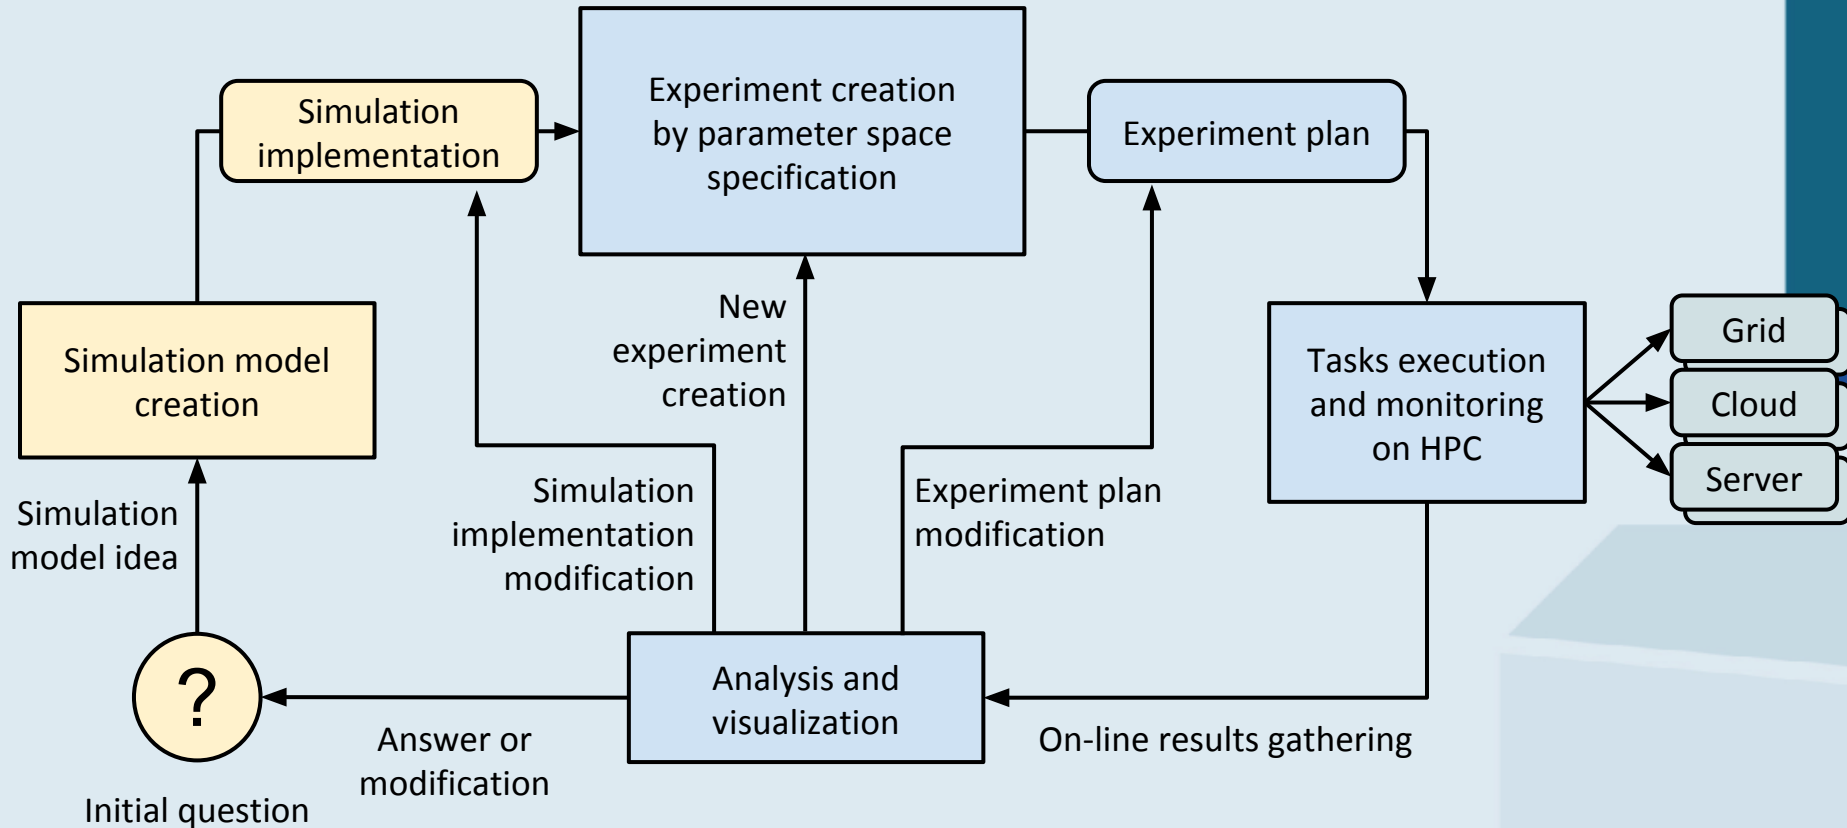 Simulation
implementation
Experiment creation
by parameter space
specification
Experiment plan
Simulation model
creation
New
experiment
creation
Tasks execution
and monitoring
on HPC
Grid
Cloud
Server
Simulation
model idea
Simulation
implementation
modification
Experiment plan
modification
?
Analysis and
visualization
Answer or
modification
On-line results gathering
Initial question